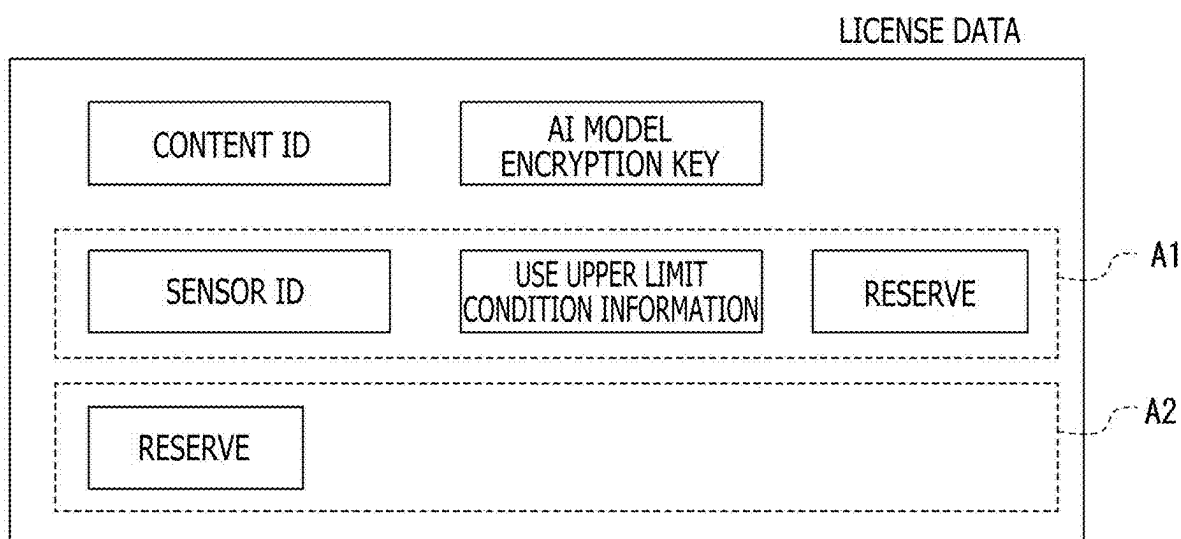 LICENSE DATA
CONTENT ID
AI MODEL
ENCRYPTION KEY
SENSOR ID
USE UPPER LIMIT
CONDITION INFORMATION
RESERVE
A1
RESERVE
A2